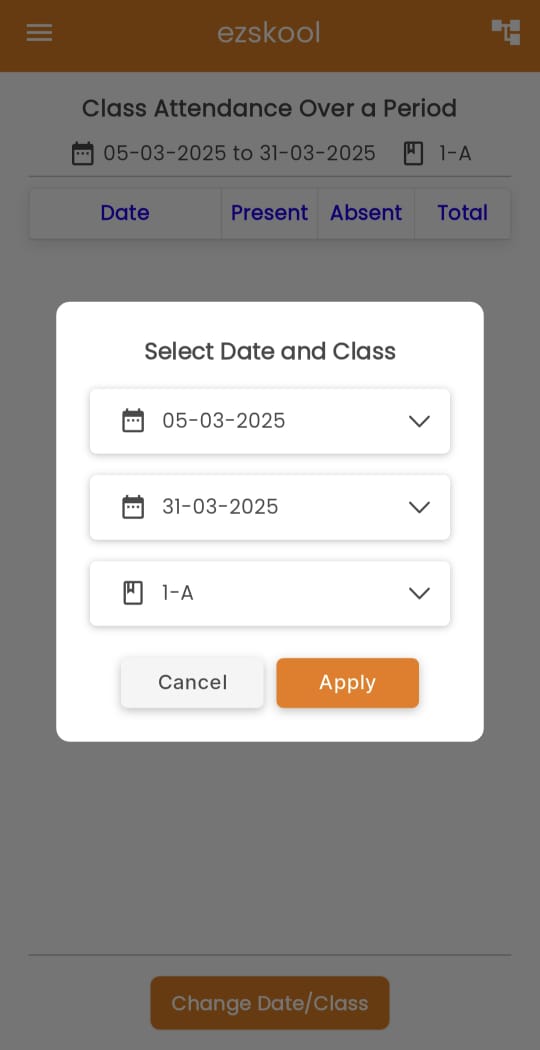 ezskool
Class Attendance Over a Period
05-03-2025 to 31-03-2025 1-A
Date Present Absent Total
Select Date and Class
05-03-2025
31-03-2025
1-A
Cancel Apply
Change Date/Class